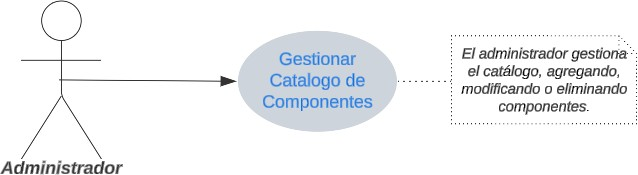 Gestionar
Catalogo de
Componentes
El administrador gestiona
el catálogo, agregando,
modificando o eliminando
componentes.
Administrador